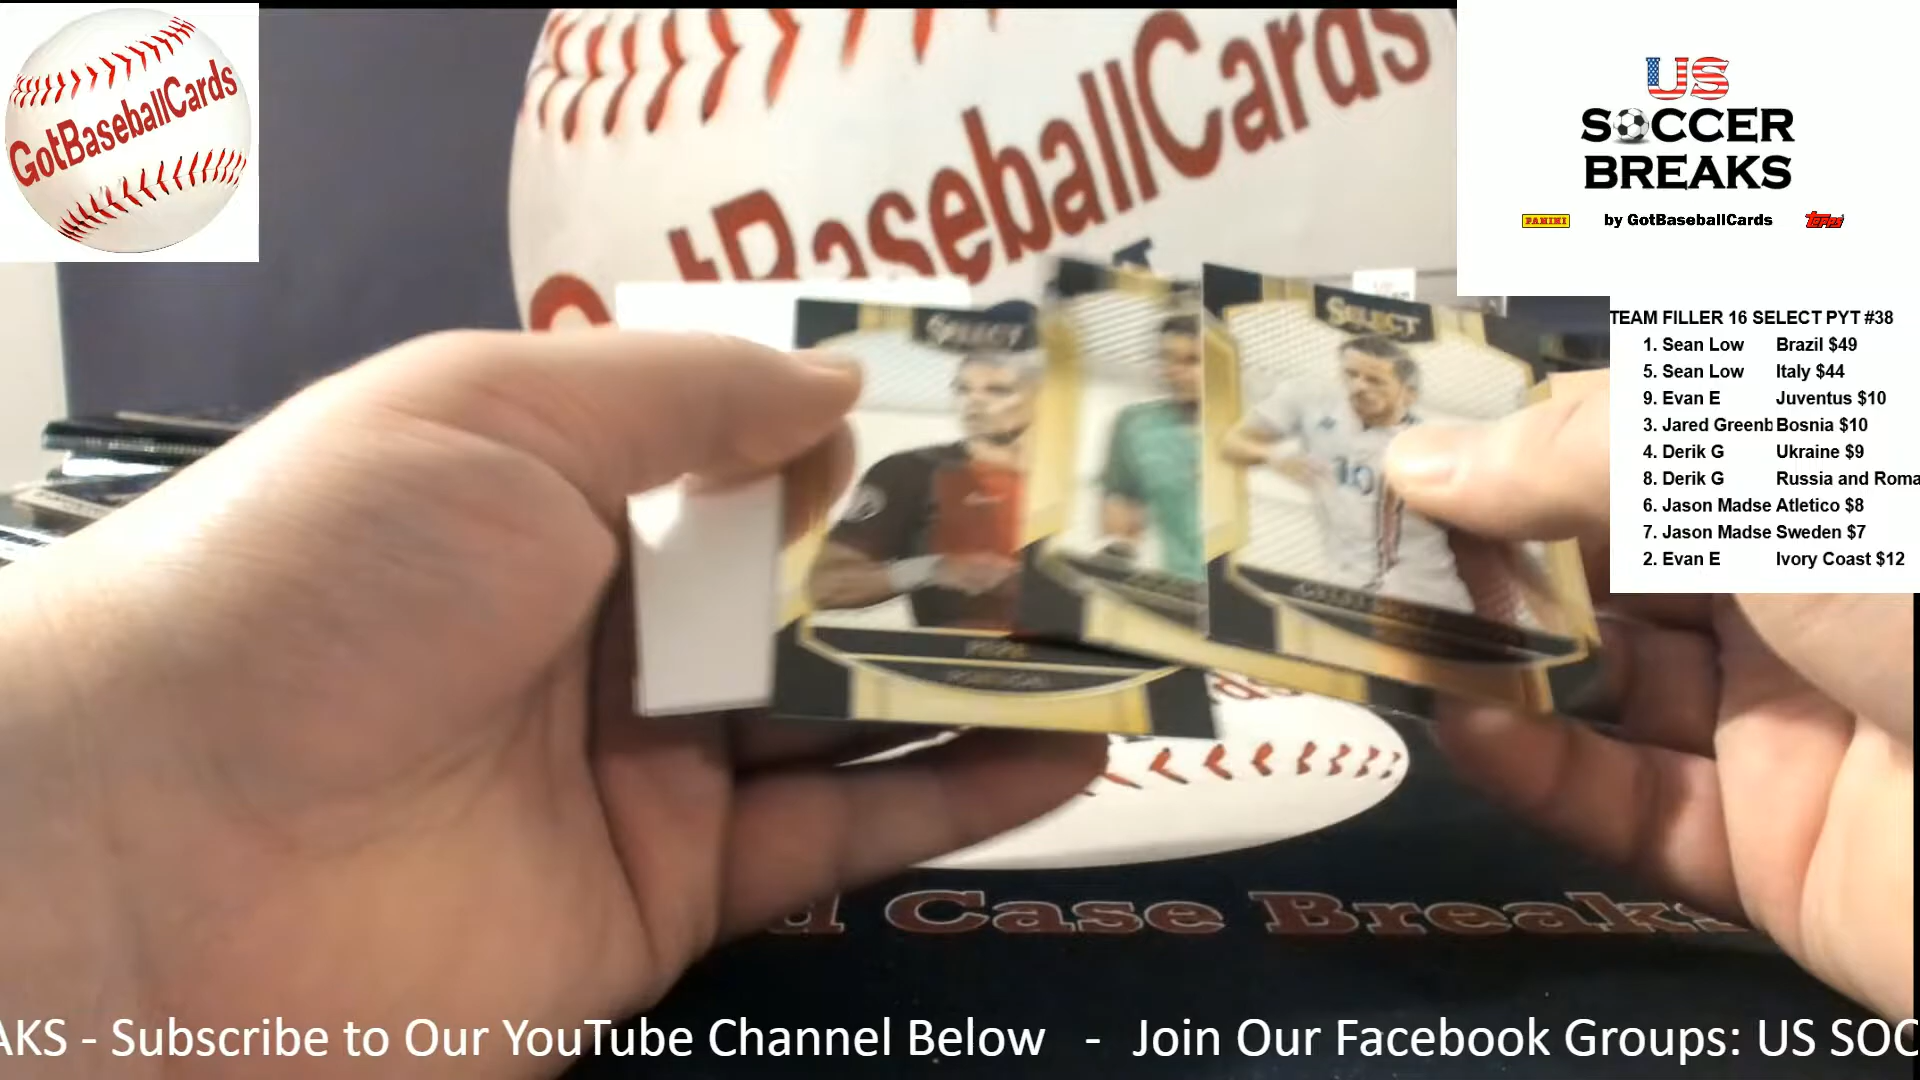 GotBaseballCards
GotBaseballCards
US
SOCCER
BREAKS
PANINI
by GotBaseballCards
Topps
TEAM FILLER 16 SELECT PYT #38
1. Sean Low Brazil $49
5. Sean Low Italy $44
9. Evan E Juventus $10
3. Jared Greenb Bosnia $10
4. Derik G Ukraine $9
8. Derik G Russia and Roma
6. Jason Madse Atletico $8
7. Jason Madse Sweden $7
2. Evan E Ivory Coast $12
SELECT
SELECT
10
PEPE
PORTUGAL
Case Breaks
AKS - Subscribe to Our YouTube Channel Below - Join Our Facebook Groups: US SOC